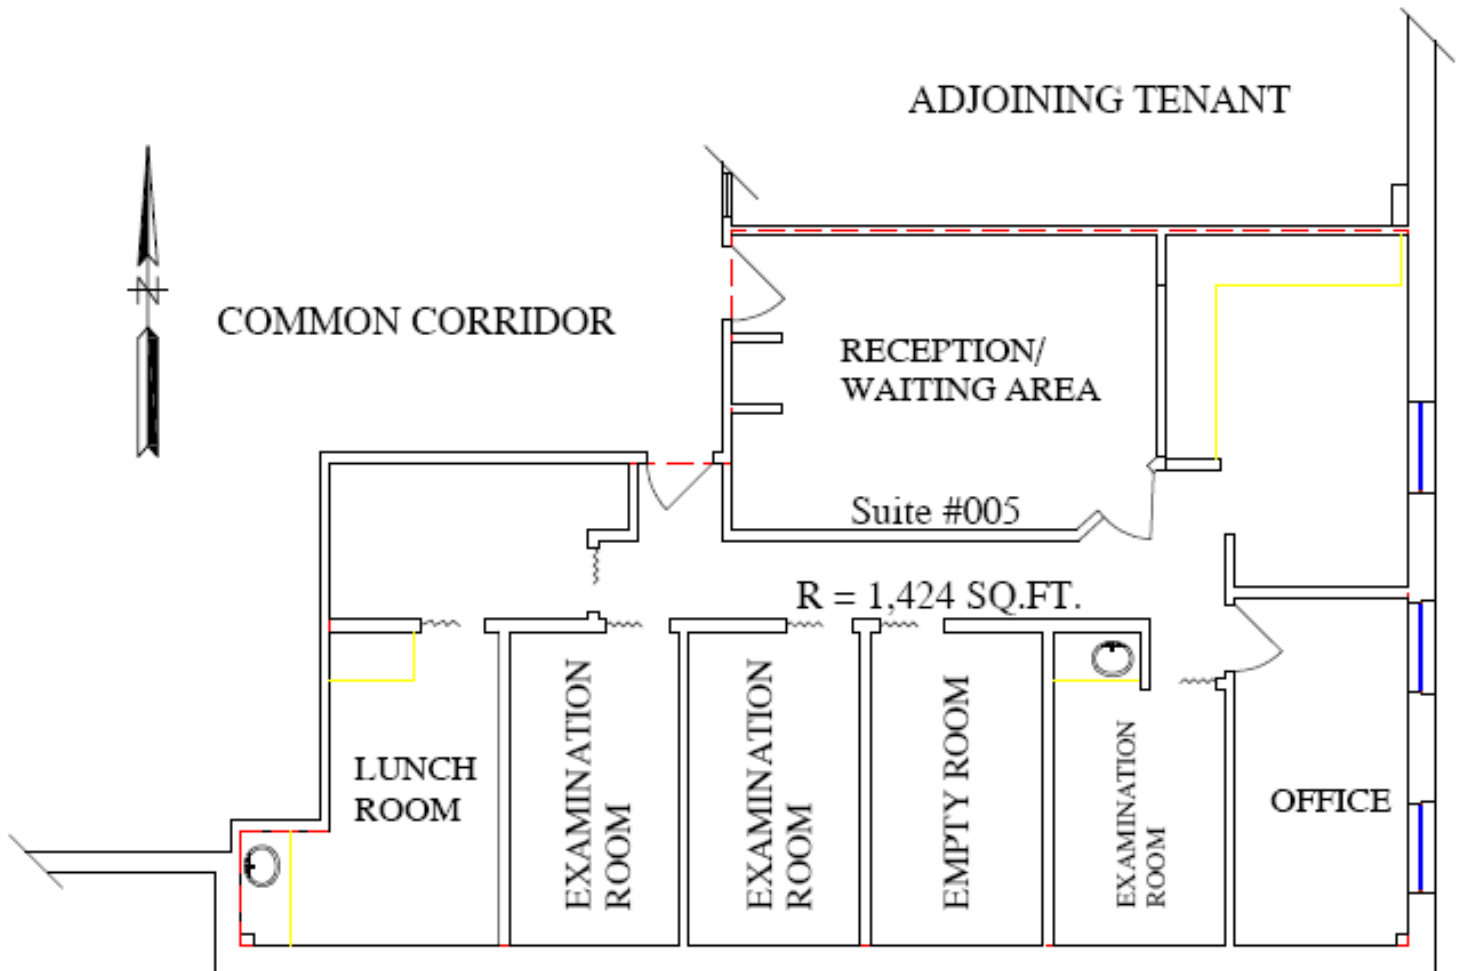 ADJOINING TENANT
N
COMMON CORRIDOR
RECEPTION/
WAITING AREA
Suite #005
R = 1,424 SQ.FT.
LUNCH
ROOM
EXAMINATION
ROOM
EXAMINATION
ROOM
EMPTY ROOM
EXAMINATION
ROOM
OFFICE